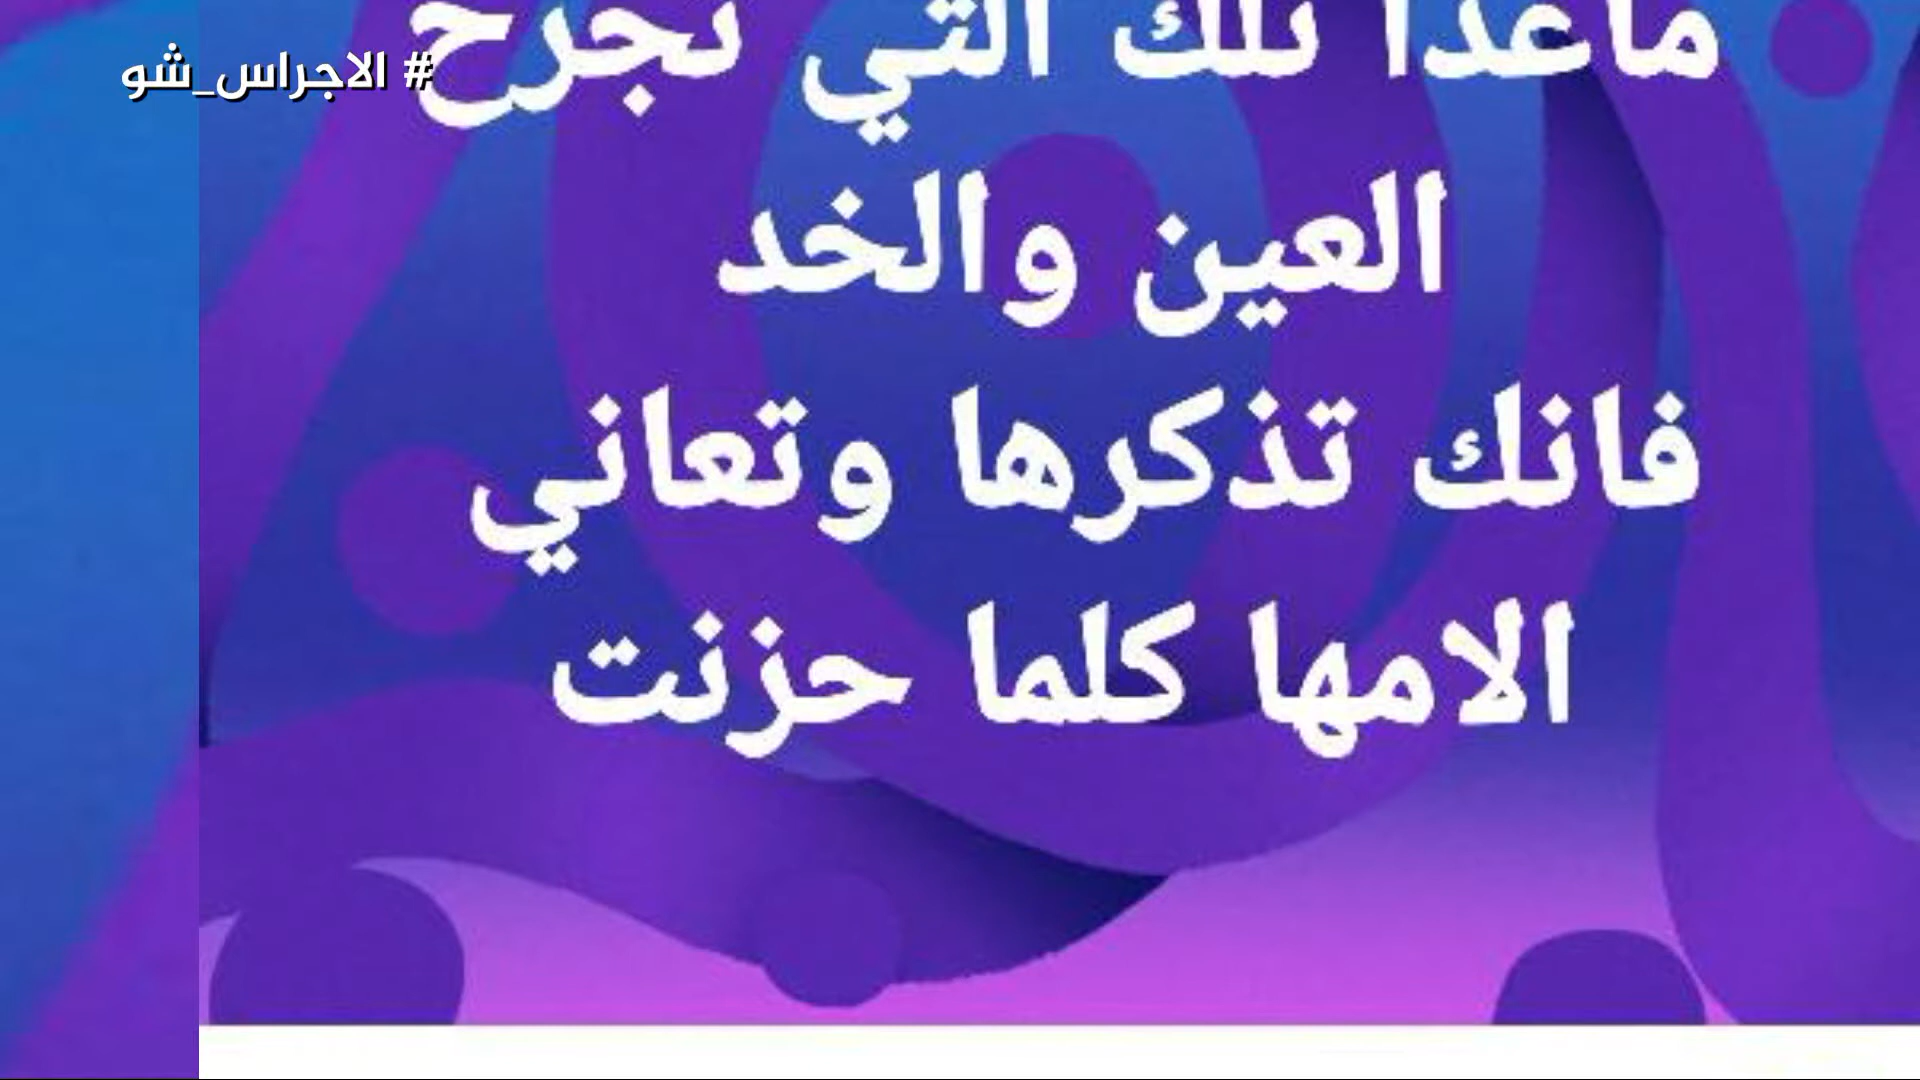 # الاجراس_شو
ماعدا تلك التي تجرح
العين والخد
فانك تذكرها وتعاني
الامها كلما حزنت